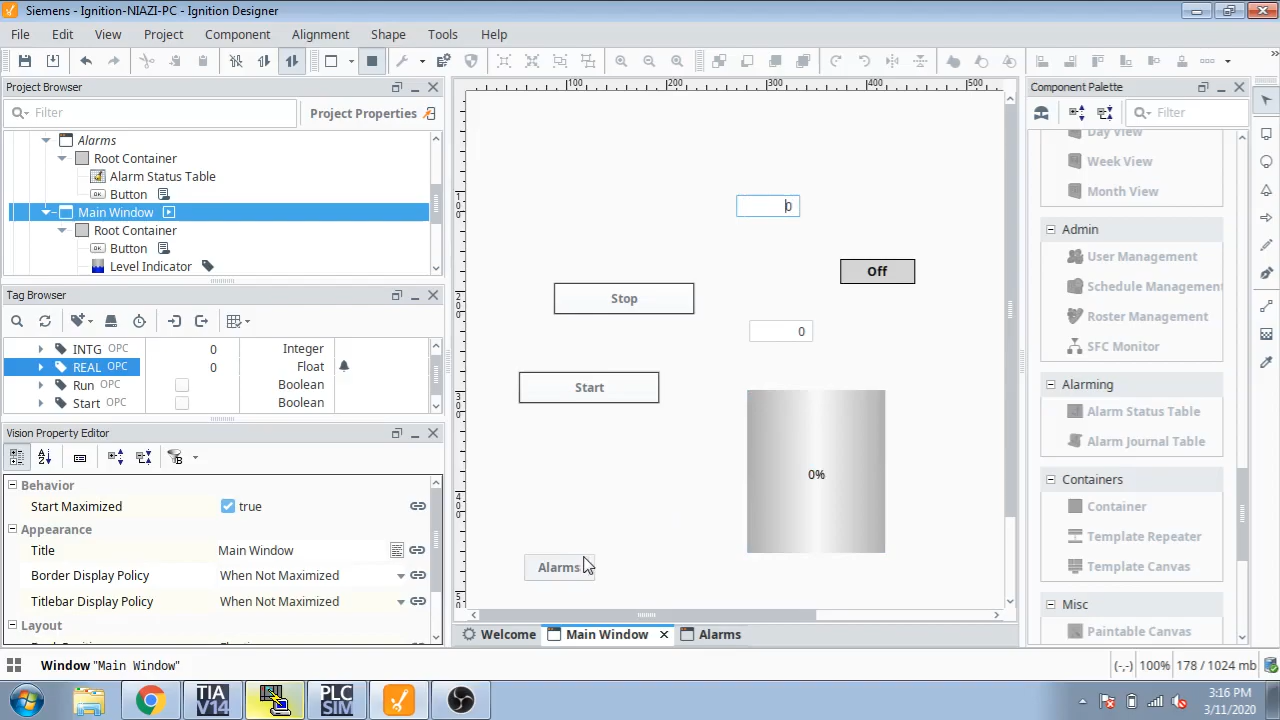 Siemens - Ignition-NIAZI-PC - Ignition Designer
File Edit View Project Component Alignment Shape Tools Help
Project Browser
Filter
Project Properties
Alarms
Root Container
Alarm Status Table
OK Button
Main Window
Root Container
OK Button
Level Indicator
Tag Browser
INTG OPC 0 Integer
REAL OPC 0 Float
Run OPC Boolean
Start OPC Boolean
Vision Property Editor
Behavior
Start Maximized true
Appearance
Title Main Window
Border Display Policy When Not Maximized
Titlebar Display Policy When Not Maximized
Layout
100 200 300 400 500
100
200
300
400
0
Off
Stop
0
Start
0%
Alarms
Welcome Main Window Alarms
Component Palette
Filter
Day View
Week View
Month View
Admin
User Management
Schedule Management
Roster Management
SFC Monitor
Alarming
Alarm Status Table
Alarm Journal Table
Containers
Container
Template Repeater
Template Canvas
Misc
Paintable Canvas
Window "Main Window"
(-,-) 100% 178 / 1024 mb
TIA V14
PLC SIM
3:16 PM
3/11/2020